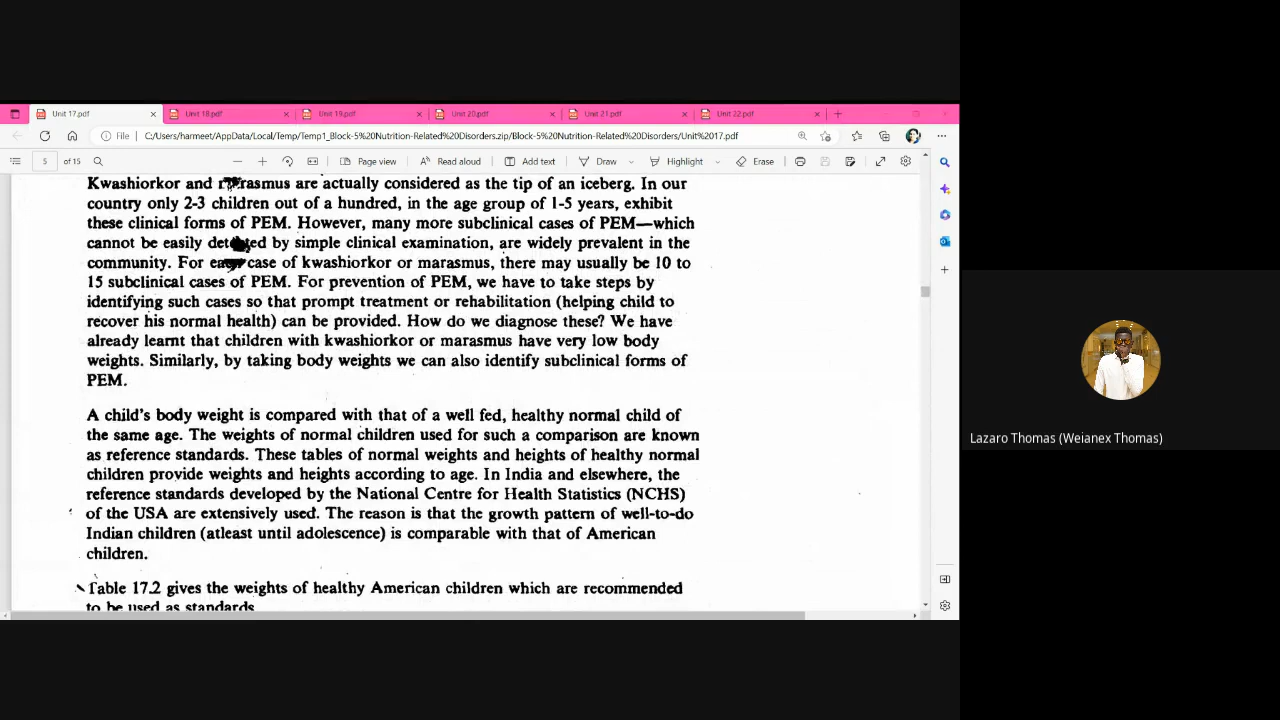 Unit 17.pdf
Unit 18.pdf
Unit 19.pdf
Unit 20.pdf
Unit 21.pdf
Unit 22.pdf
File C:/Users/harmeet/AppData/Local/Temp/Temp1_Block-5%20Nutrition-Related%20Disorders.zip/Block-5%20Nutrition-Related%20Disorders/Unit%2017.pdf
5 of 15 Page view Read aloud Add text Draw Highlight Erase
Kwashiorkor and are actually considered as the tip of an iceberg. In our
country only 2-3 children out of a hundred, in the age group of 1-5 years, exhibit
these clinical forms of PEM. However, many more subclinical cases of PEM—which
cannot be easily by simple clinical examination, are widely prevalent in the
community. For case of kwashiorkor or marasmus, there may usually be 10 to
15 subclinical cases of PEM. For prevention of PEM, we have to take steps by
identifying such cases so that prompt treatment or rehabilitation (helping child to
recover his normal health) can be provided. How do we diagnose these? We have
already learnt that children with kwashiorkor or marasmus have very low body
weights. Similarly, by taking body weights we can also identify subclinical forms of
PEM.
A child's body weight is compared with that of a well fed, healthy normal child of
the same age. The weights of normal children used for such a comparison are known
as reference standards. These tables of normal weights and heights of healthy normal
children provide weights and heights according to age. In India and elsewhere, the
reference standards developed by the National Centre for Health Statistics (NCHS)
of the USA are extensively used. The reason is that the growth pattern of well-to-do
Indian children (atleast until adolescence) is comparable with that of American
children.
Table 17.2 gives the weights of healthy American children which are recommended
to be used as standards
Lazaro Thomas (Weianex Thomas)